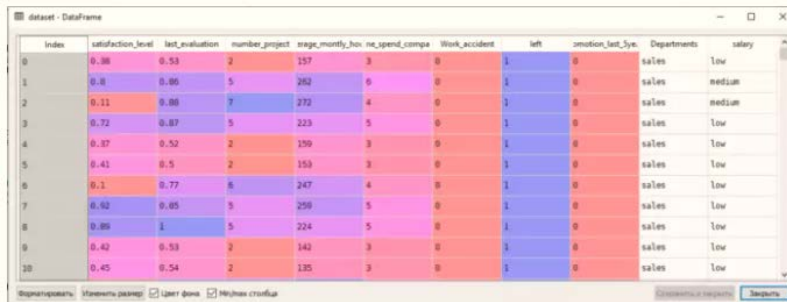 dataset - DataFrame
Index satisfaction_level last_evaluation number_project :rage_montly_hou ne_spend_compa Work_accident left omotion_last_5yea Departments salary
0 0.38 0.53 2 157 3 0 1 0 sales low
1 0.8 0.86 5 262 6 0 1 0 sales medium
2 0.11 0.88 7 272 4 0 1 0 sales medium
3 0.72 0.87 5 223 5 0 1 0 sales low
4 0.37 0.52 2 159 3 0 1 0 sales low
5 0.41 0.5 2 153 3 0 1 0 sales low
6 0.1 0.77 6 247 4 0 1 0 sales low
7 0.92 0.85 5 259 5 0 1 0 sales low
8 0.89 1 5 224 5 0 1 0 sales low
9 0.42 0.53 2 142 3 0 1 0 sales low
10 0.45 0.54 2 135 3 0 1 0 sales low
Форматировать Изменить размер Цвет фона Min/max столбца Сохранить и закрыть Закрыть